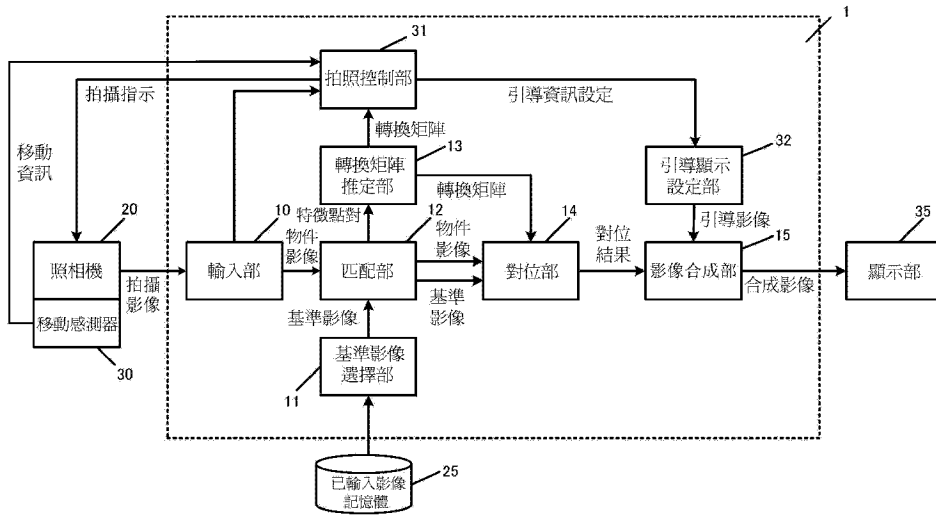 1
31
拍照控制部
拍攝指示
引導資訊設定
移動
資訊
轉換矩陣
13
轉換矩陣
推定部
轉換矩陣
32
引導顯示
設定部
20
照相機
移動感測器
30
拍攝
影像
10
輸入部
特徵點對
物件
影像
12
匹配部
物件
影像
基準
影像
14
對位部
對位
結果
引導影像
15
影像合成部
合成影像
35
顯示部
基準影像
基準影像
選擇部
11
已輸入影像
記憶體
25